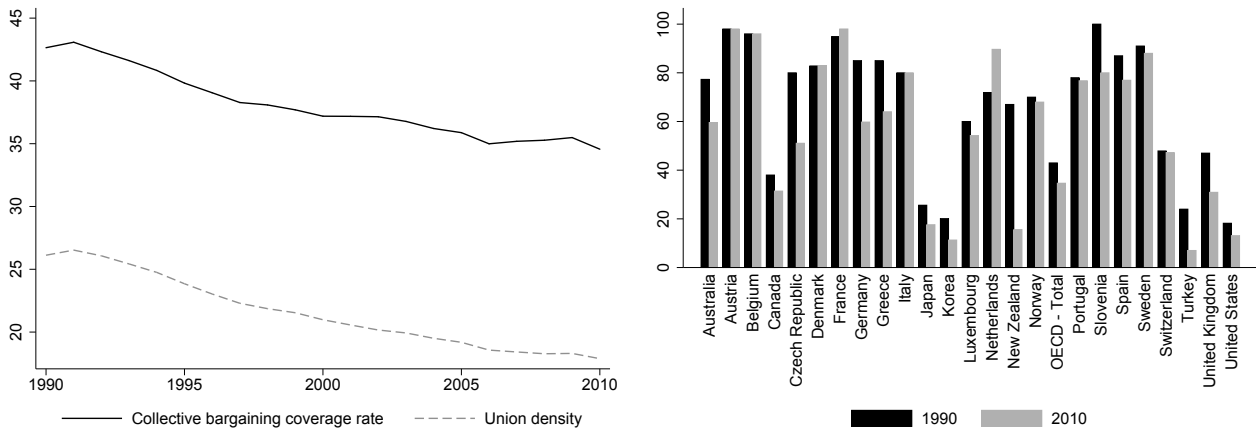 45
40
35
30
25
20
1990 1995 2000 2005 2010
Collective bargaining coverage rate Union density
100
80
60
40
20
0
Australia
Austria
Belgium
Canada
Czech Republic
Denmark
France
Germany
Greece
Italy
Japan
Korea
Luxembourg
Netherlands
New Zealand
Norway
OECD - Total
Portugal
Slovenia
Spain
Sweden
Switzerland
Turkey
United Kingdom
United States
1990 2010